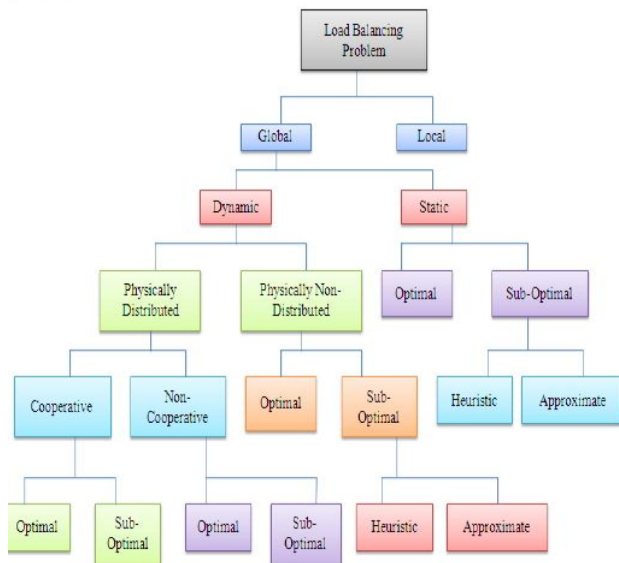 Load Balancing
Problem
Global
Local
Dynamic
Static
Physically
Distributed
Physically Non-
Distributed
Optimal
Sub-Optimal
Cooperative
Non-
Cooperative
Optimal
Sub-
Optimal
Heuristic
Approximate
Optimal
Sub-
Optimal
Optimal
Sub-
Optimal
Heuristic
Approximate